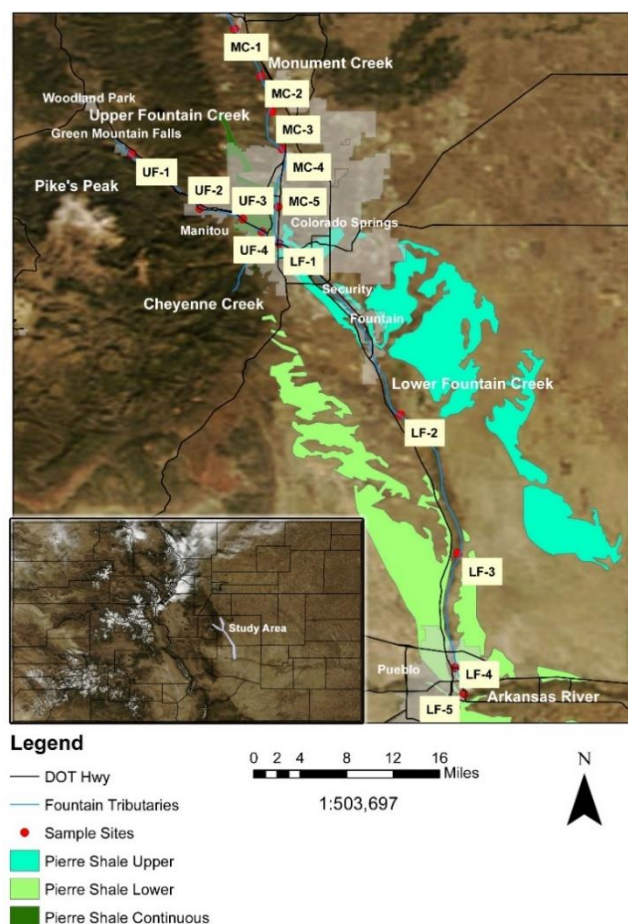 MC-1
Monument Creek
MC-2
Woodland Park
Upper Fountain Creek
MC-3
Green Mountain Falls
UF-1
MC-4
Pike's Peak
UF-2
UF-3
MC-5
Manitou
Colorado Springs
UF-4
LF-1
Cheyenne Creek
Security
Fountain
Lower Fountain Creek
LF-2
LF-3
Study Area
Pueblo
LF-4
Arkansas River
LF-5
Legend
DOT Hwy
Fountain Tributaries
Sample Sites
Pierre Shale Upper
Pierre Shale Lower
Pierre Shale Continuous
0 2 4 8 12 16
Miles
1:503,697
N